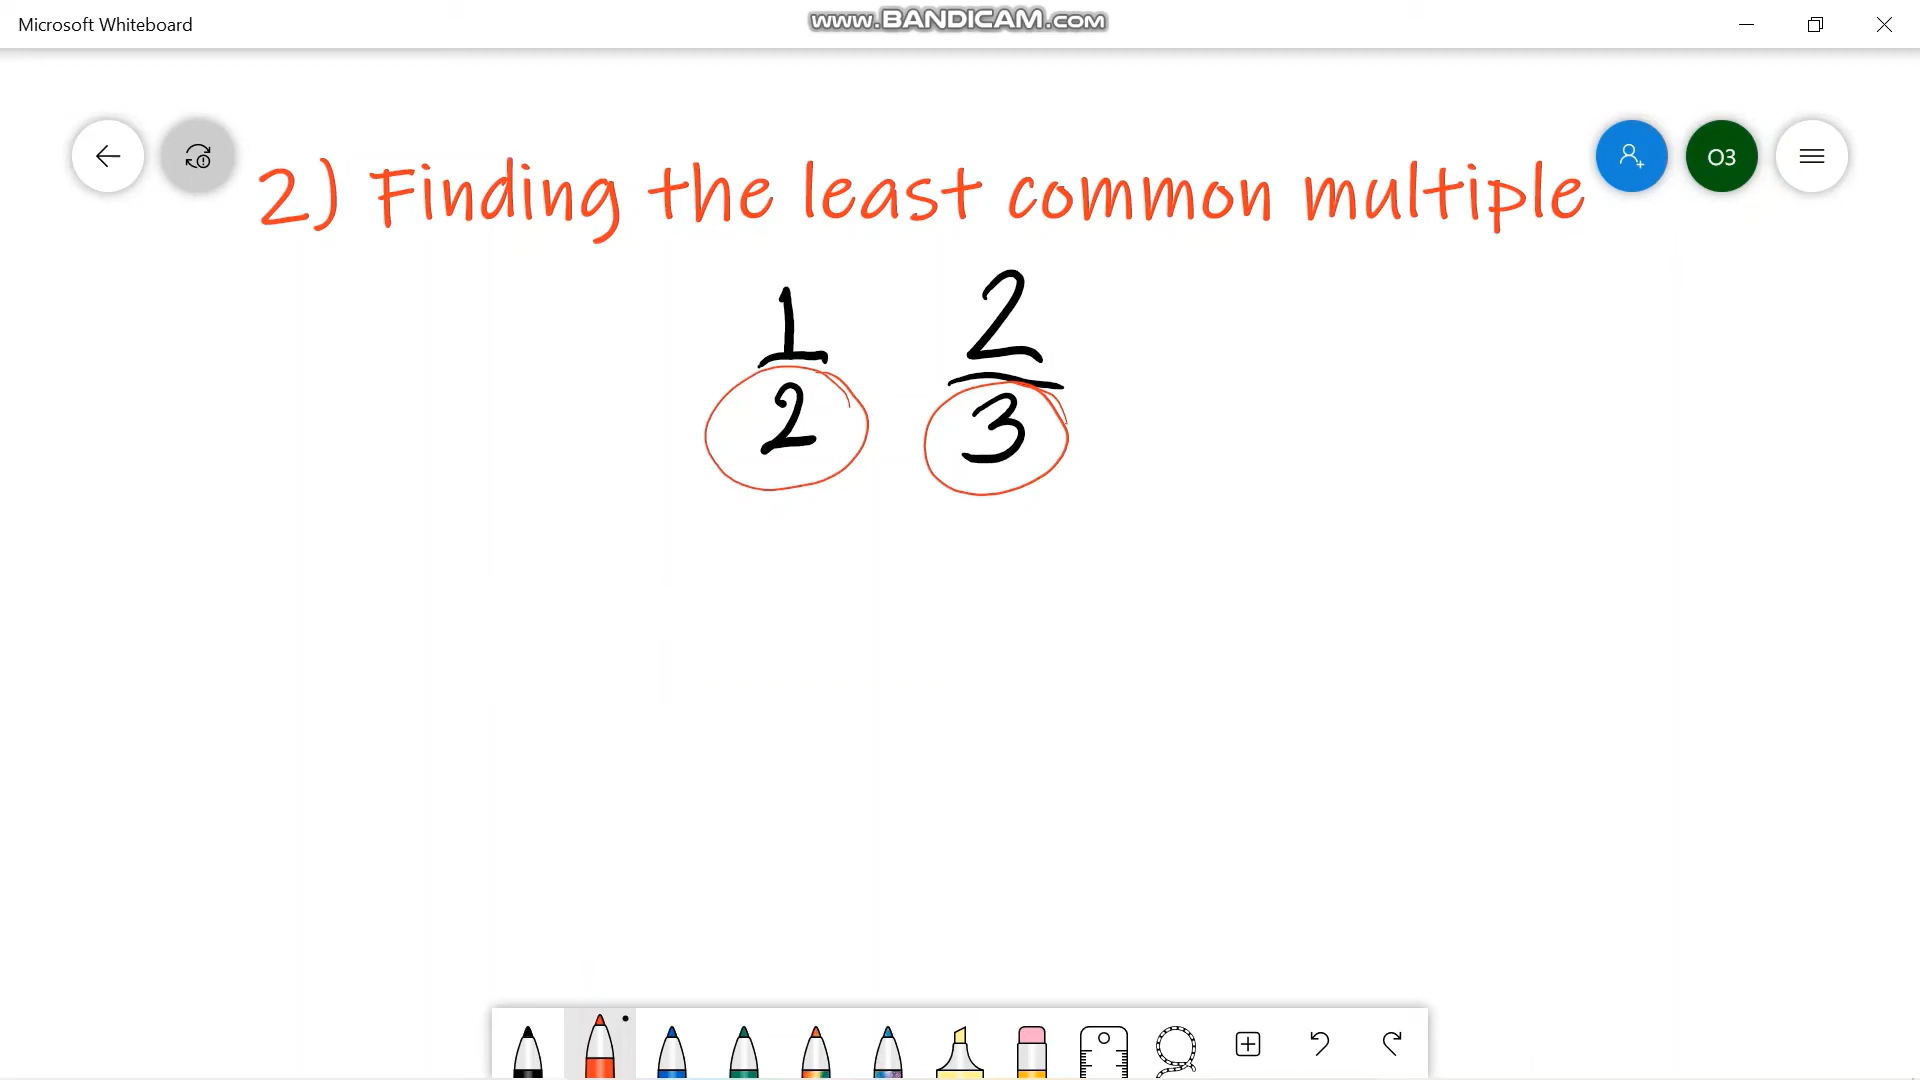 Microsoft Whiteboard
www.BANDICAM.com
O3
2) Finding the least common multiple
1 2
2 3